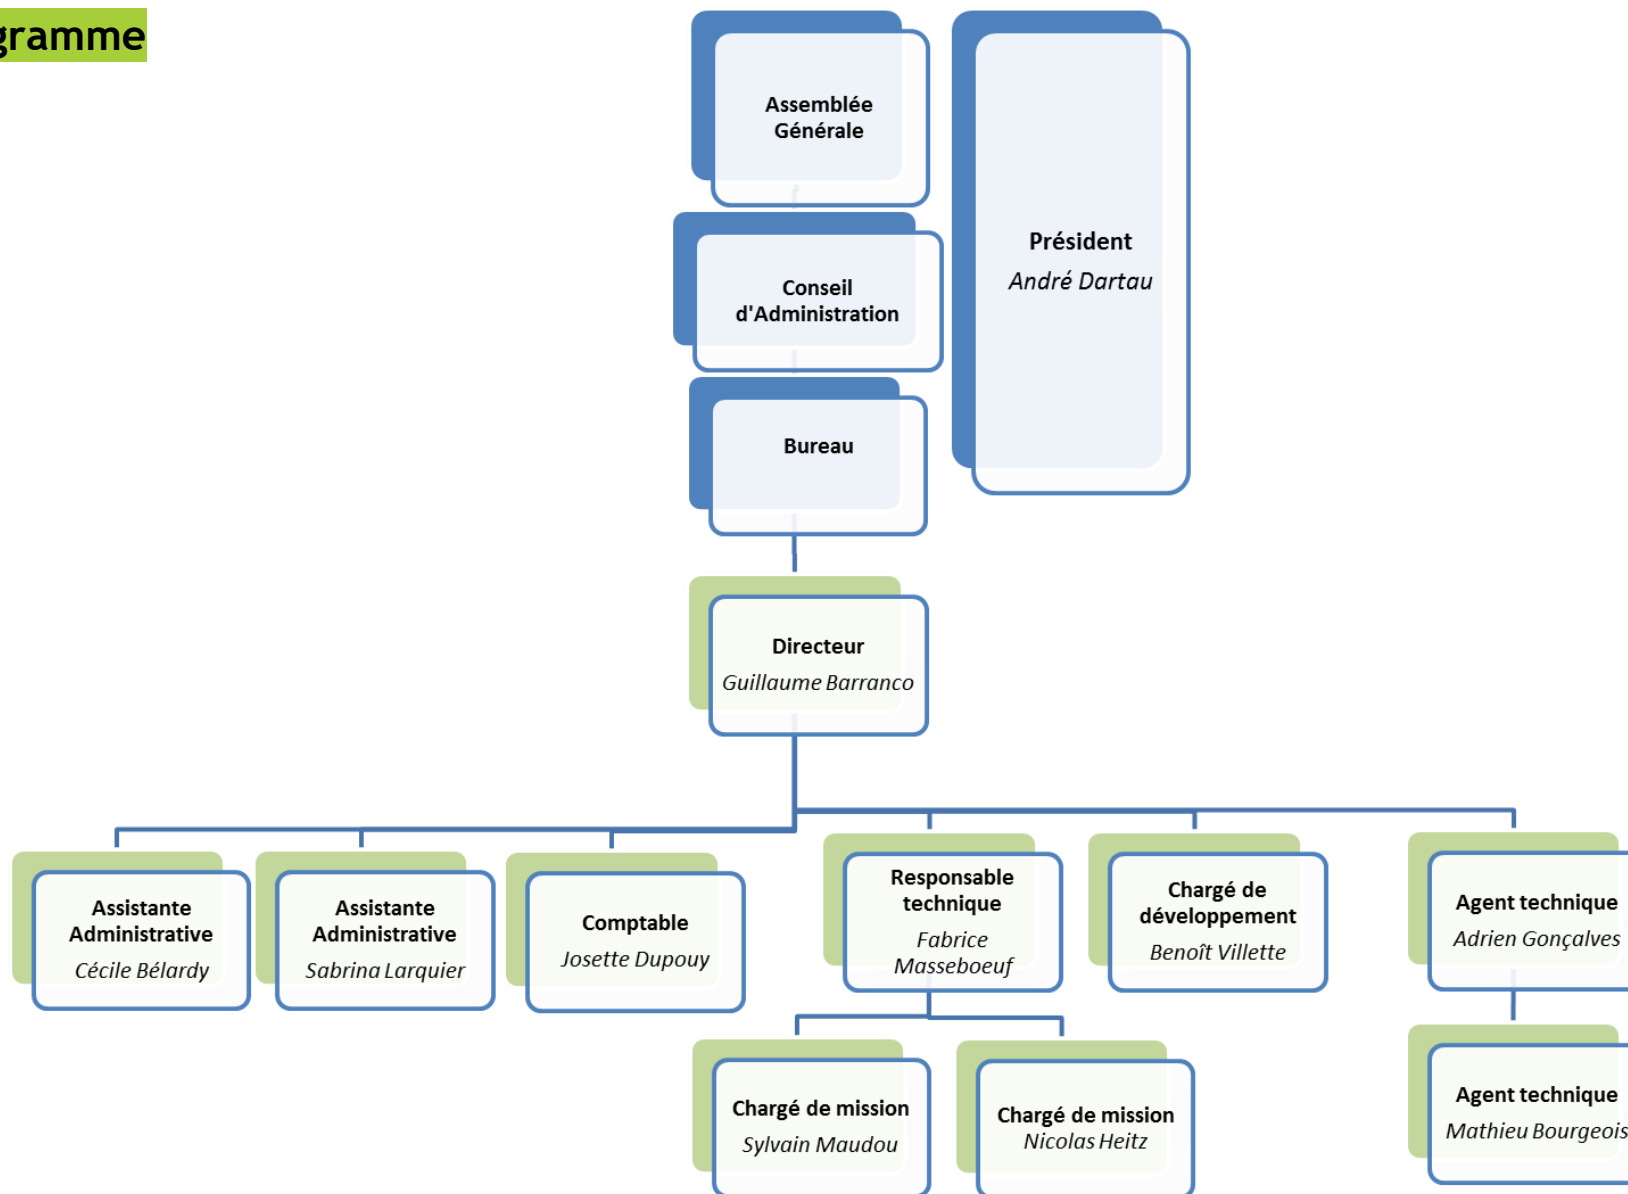 gramme
Assemblée
Générale
Président
André Dartau
Conseil
d'Administration
Bureau
Directeur
Guillaume Barranco
Assistante
Administrative
Cécile Bélardy
Assistante
Administrative
Sabrina Larquier
Comptable
Josette Dupouy
Responsable
technique
Fabrice
Masseboeuf
Chargé de
développement
Benoît Villette
Agent technique
Adrien Gonçalves
Chargé de mission
Sylvain Maudou
Chargé de mission
Nicolas Heitz
Agent technique
Mathieu Bourgeois